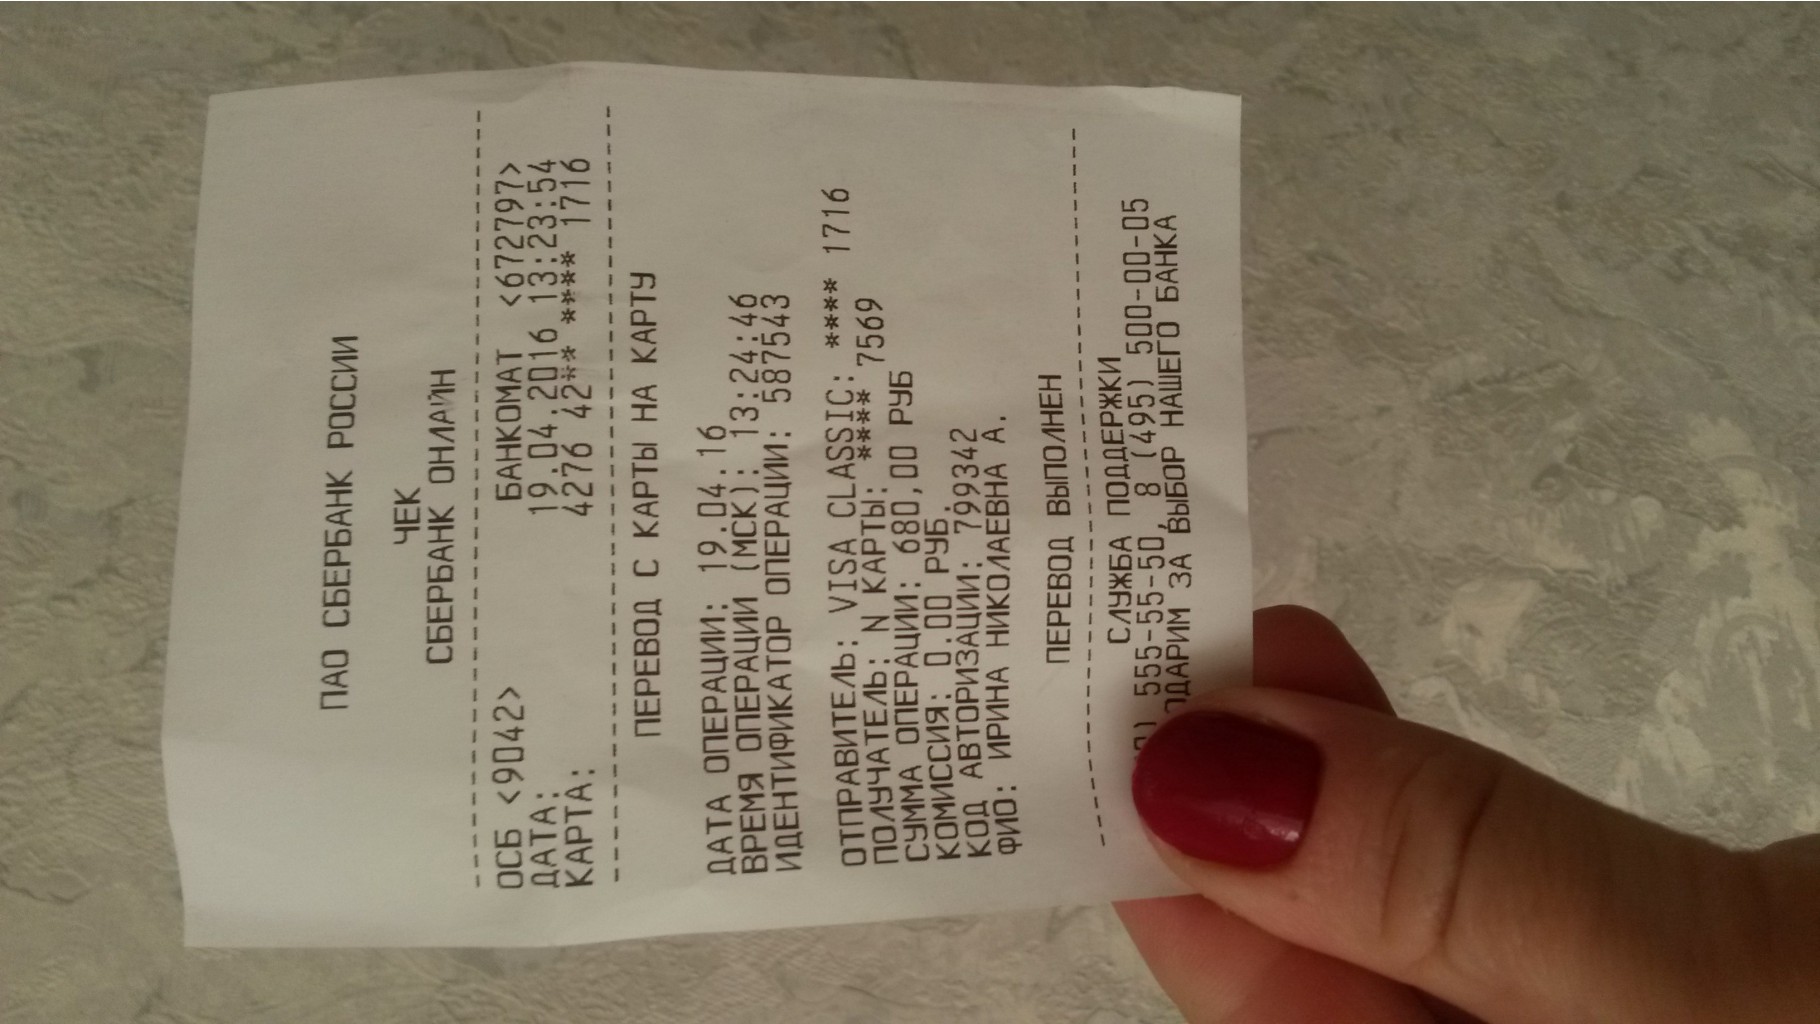 ПАО СБЕРБАНК РОССИИ
ЧЕК
СБЕРБАНК ОНЛАЙН
ОСБ <9042> БАНКОМАТ <672797>
ДАТА: 19.04.2016 13:23:54
КАРТА: 4276 42** **** 1716
ПЕРЕВОД С КАРТЫ НА КАРТУ
ДАТА ОПЕРАЦИИ: 19.04.16
ВРЕМЯ ОПЕРАЦИИ (МСК): 13:24:46
ИДЕНТИФИКАТОР ОПЕРАЦИИ: 587543
ОТПРАВИТЕЛЬ: VISA CLASSIC: **** 1716
ПОЛУЧАТЕЛЬ: N КАРТЫ: **** 7569
СУММА ОПЕРАЦИИ: 680,00 РУБ
КОМИССИЯ: 0.00 РУБ.
КОД АВТОРИЗАЦИИ: 799342
ФИО: ИРИНА НИКОЛАЕВНА А.
ПЕРЕВОД ВЫПОЛНЕН
СЛУЖБА ПОДДЕРЖКИ
555-55-50, 8 (495) 500-00-05
ЗА ВЫБОР НАШЕГО БАНКА